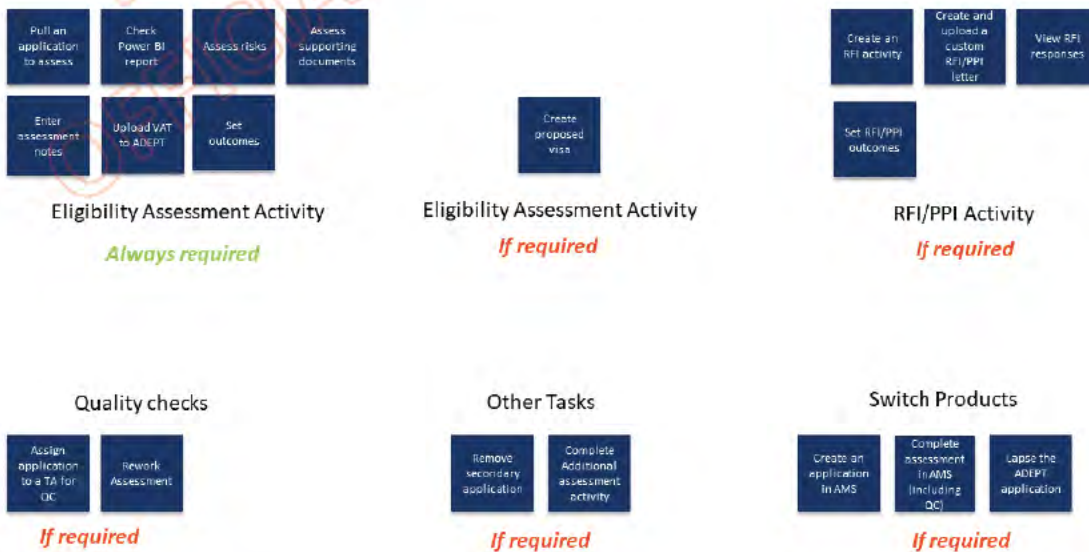 Pull an
application
to assess
Check
Power BI
report
Assess risks
Assess
supporting
documents
Enter
assessment
notes
Upload VAT
to ADEPT
Set
outcomes
Eligibility Assessment Activity
Always required
Create
proposed
visa
Eligibility Assessment Activity
If required
Create an
RFI activity
Create and
upload a
custom
RFI/PPI
letter
View RFI
responses
Set RFI/PPI
outcomes
RFI/PPI Activity
If required
Quality checks
Assign
application
to a TA for
QC
Rework
Assessment
If required
Other Tasks
Remove
secondary
application
Complete
Additional
assessment
activity
If required
Switch Products
Create an
application
in AMS
Complete
assessment
in AMS
(including
QC)
Lapse the
ADEPT
application
If required